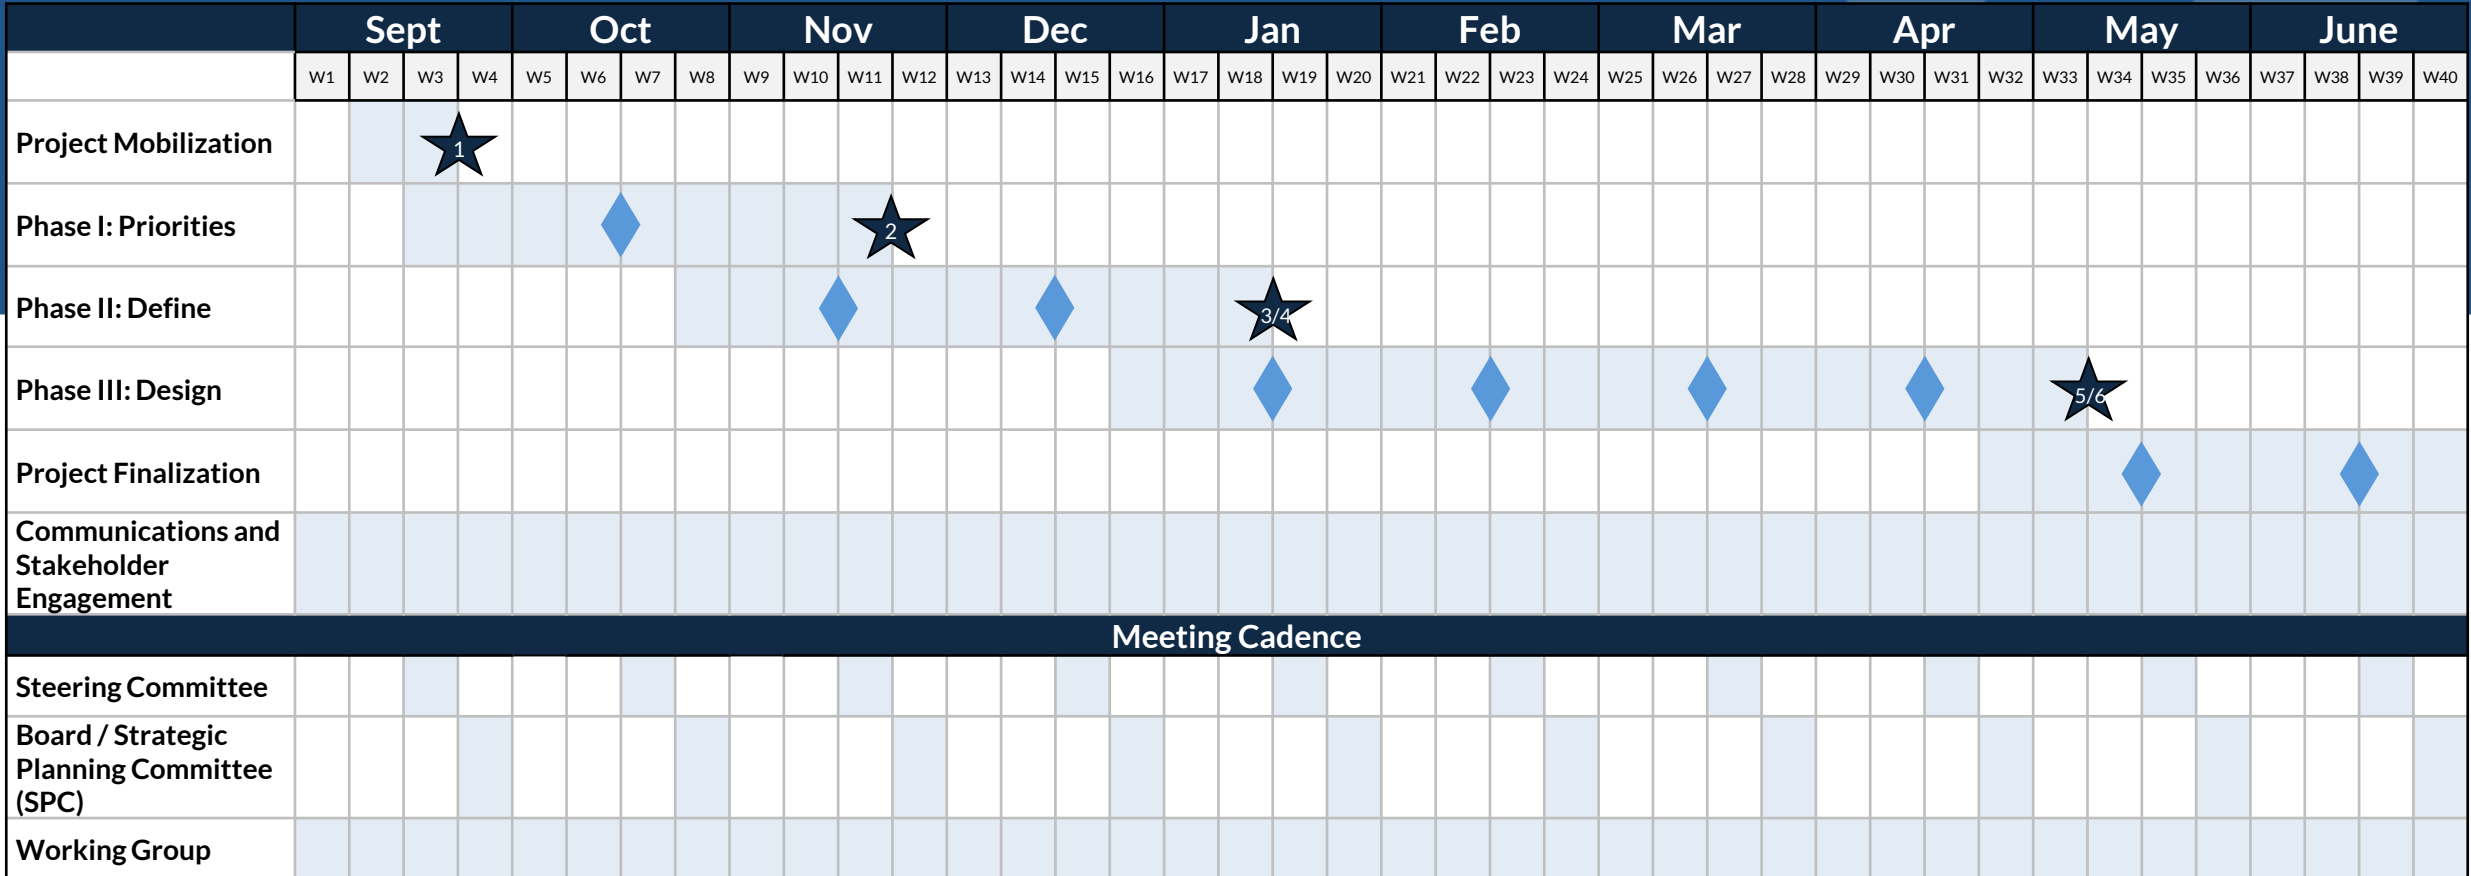 Sept Oct Nov Dec Jan Feb Mar Apr May June
W1 W2 W3 W4 W5 W6 W7 W8 W9 W10 W11 W12 W13 W14 W15 W16 W17 W18 W19 W20 W21 W22 W23 W24 W25 W26 W27 W28 W29 W30 W31 W32 W33 W34 W35 W36 W37 W38 W39 W40
Project Mobilization 1
Phase I: Priorities 2
Phase II: Define 3/4
Phase III: Design 5/6
Project Finalization
Communications and
Stakeholder
Engagement
Meeting Cadence
Steering Committee
Board / Strategic
Planning Committee
(SPC)
Working Group